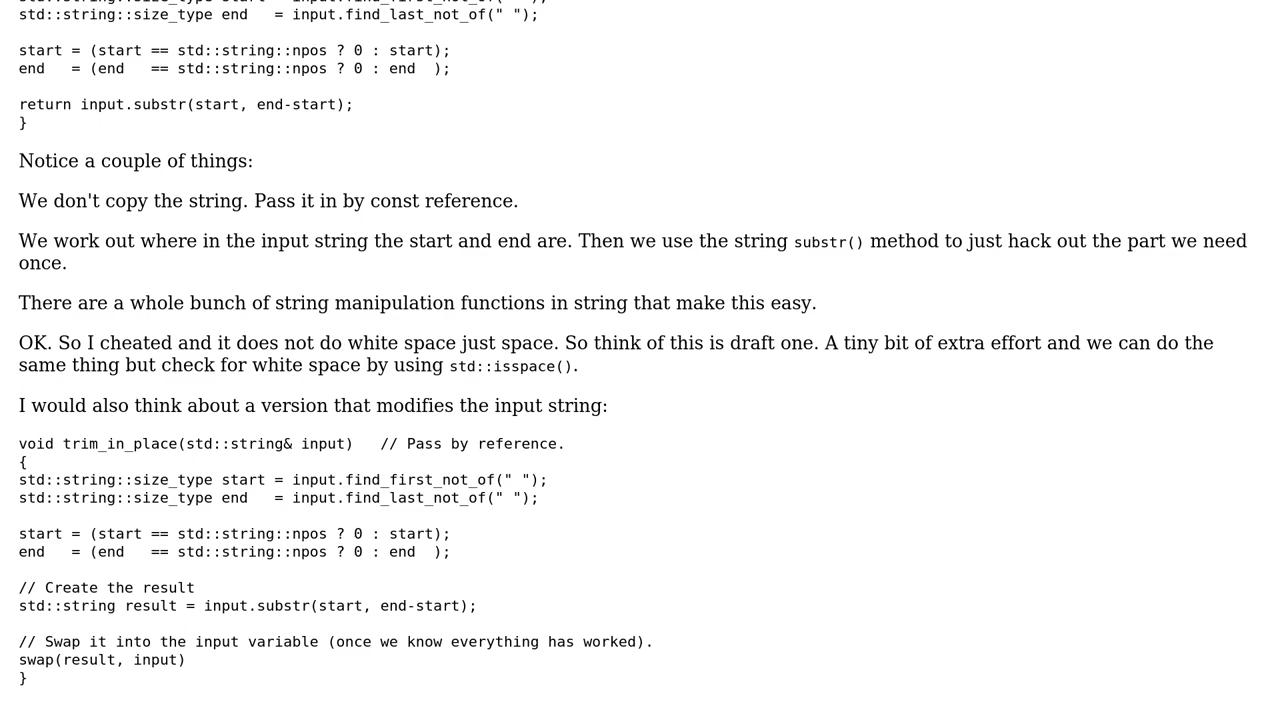 std::string::size_type end   = input.find_last_not_of(" ");
start = (start == std::string::npos ? 0 : start);
end   = (end   == std::string::npos ? 0 : end  );
return input.substr(start, end-start);
}
Notice a couple of things:
We don't copy the string. Pass it in by const reference.
We work out where in the input string the start and end are. Then we use the string substr() method to just hack out the part we need
once.
There are a whole bunch of string manipulation functions in string that make this easy.
OK. So I cheated and it does not do white space just space. So think of this is draft one. A tiny bit of extra effort and we can do the
same thing but check for white space by using std::isspace().
I would also think about a version that modifies the input string:
void trim_in_place(std::string& input)   // Pass by reference.
{
std::string::size_type start = input.find_first_not_of(" ");
std::string::size_type end   = input.find_last_not_of(" ");
start = (start == std::string::npos ? 0 : start);
end   = (end   == std::string::npos ? 0 : end  );
// Create the result
std::string result = input.substr(start, end-start);
// Swap it into the input variable (once we know everything has worked).
swap(result, input)
}